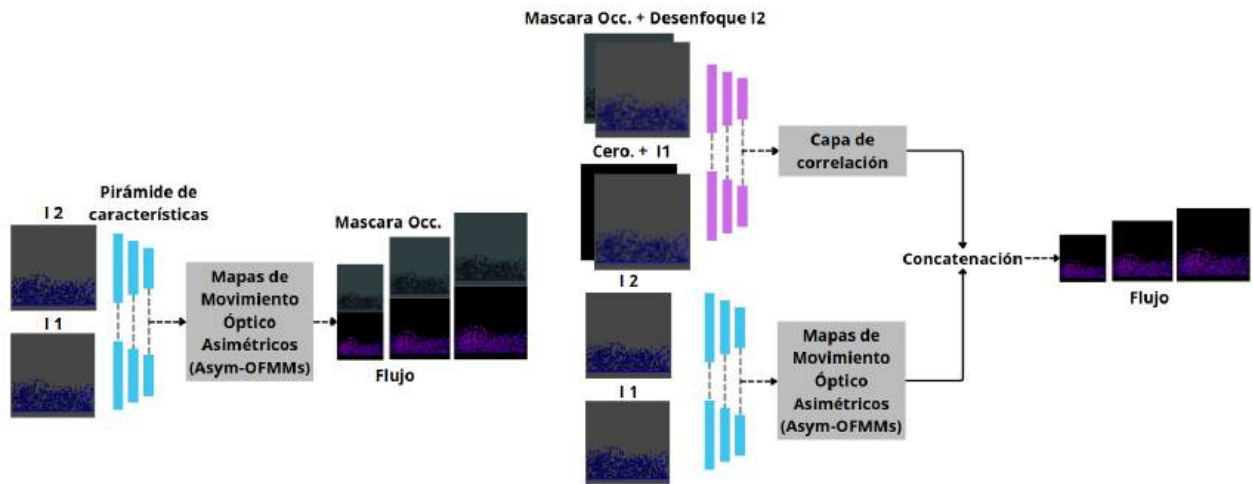 Pirámide de
características
I 2
I 1
Mapas de
Movimiento
Óptico
Asimétricos
(Asym-OFMMs)
Mascara Occ.
Flujo
Mascara Occ. + Desenfoque I2
Cero. + I1
Capa de
correlación
I 2
I 1
Mapas de
Movimiento
Óptico
Asimétricos
(Asym-OFMMs)
Concatenación
Flujo